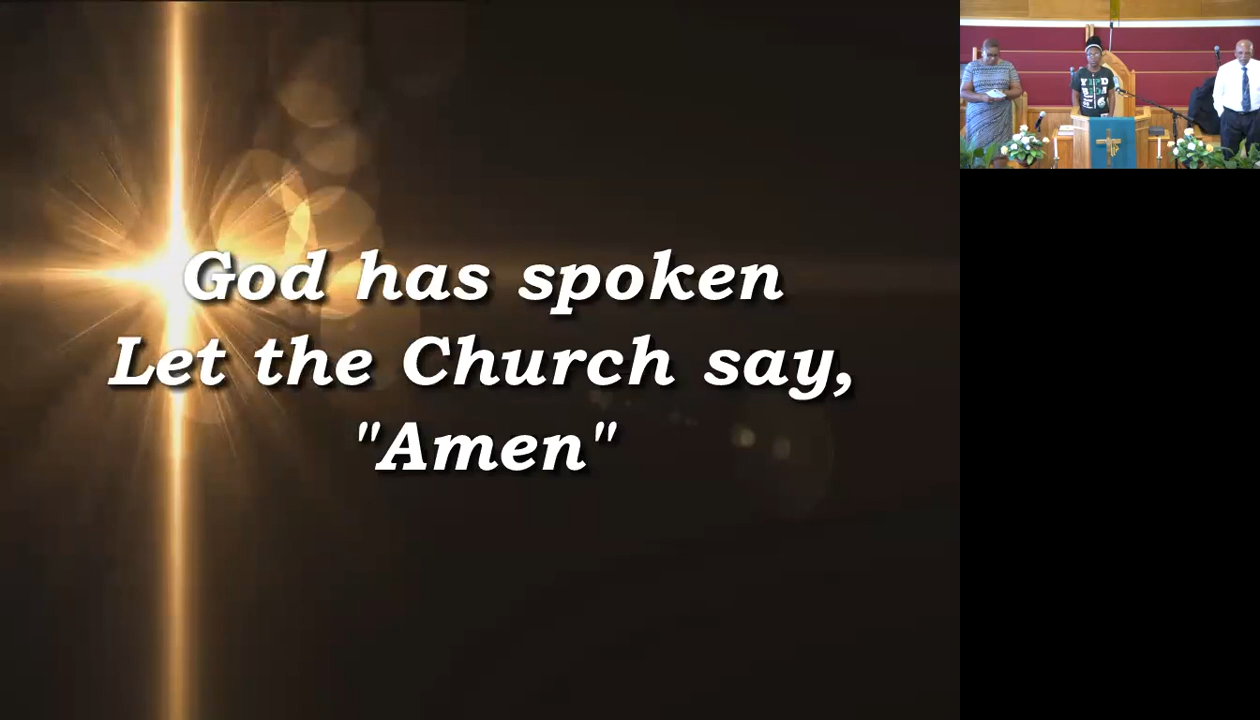 God has spoken
Let the Church say,
"Amen"